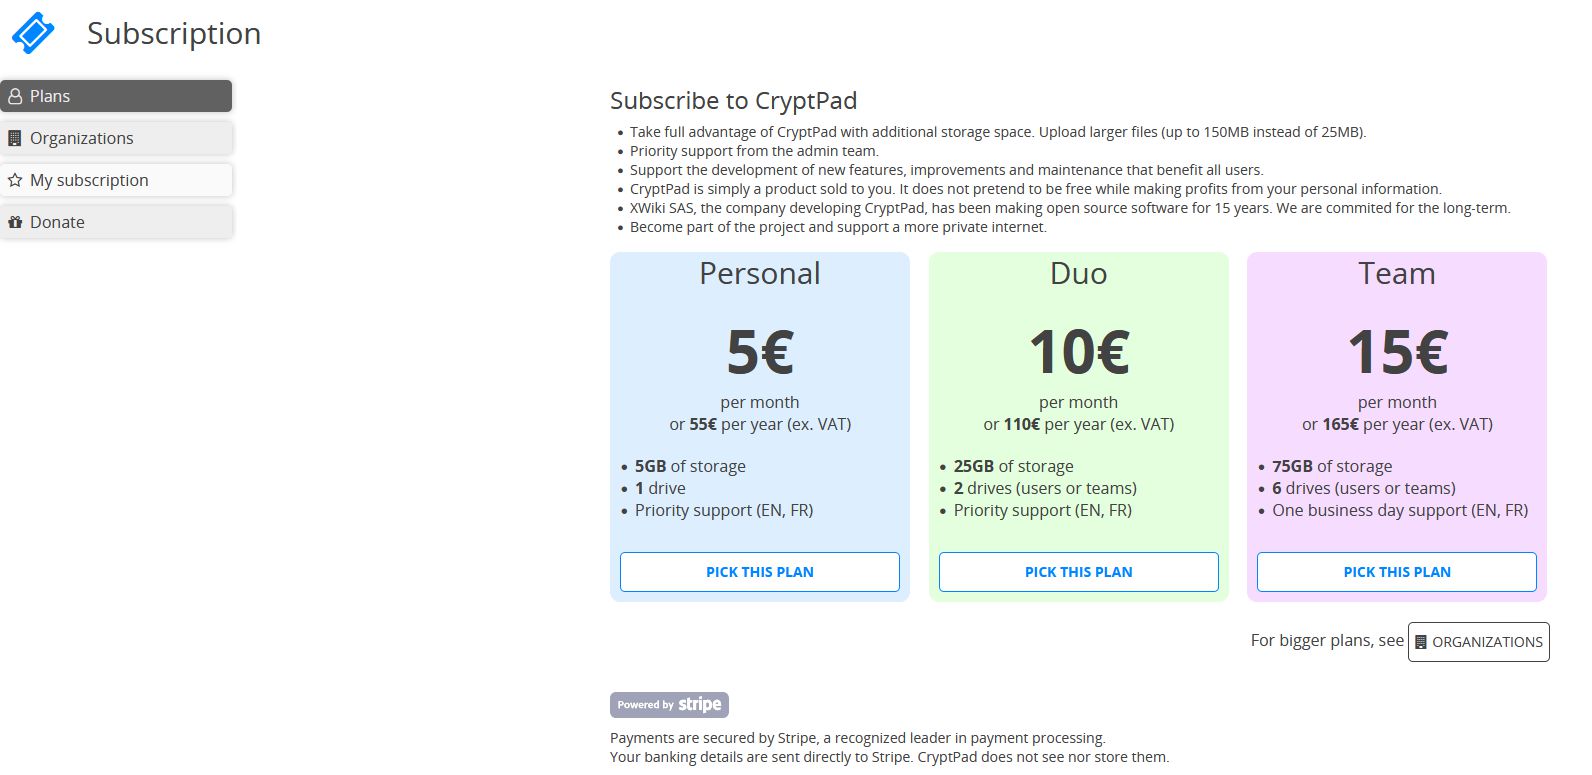 Subscription
Plans
Organizations
My subscription
Donate
Subscribe to CryptPad
Take full advantage of CryptPad with additional storage space. Upload larger files (up to 150MB instead of 25MB).
Priority support from the admin team.
Support the development of new features, improvements and maintenance that benefit all users.
CryptPad is simply a product sold to you. It does not pretend to be free while making profits from your personal information.
XWiki SAS, the company developing CryptPad, has been making open source software for 15 years. We are commited for the long-term.
Become part of the project and support a more private internet.
Personal
5€
per month
or 55€ per year (ex. VAT)
5GB of storage
1 drive
Priority support (EN, FR)
PICK THIS PLAN
Duo
10€
per month
or 110€ per year (ex. VAT)
25GB of storage
2 drives (users or teams)
Priority support (EN, FR)
PICK THIS PLAN
Team
15€
per month
or 165€ per year (ex. VAT)
75GB of storage
6 drives (users or teams)
One business day support (EN, FR)
PICK THIS PLAN
For bigger plans, see ORGANIZATIONS
Powered by stripe
Payments are secured by Stripe, a recognized leader in payment processing.
Your banking details are sent directly to Stripe. CryptPad does not see nor store them.